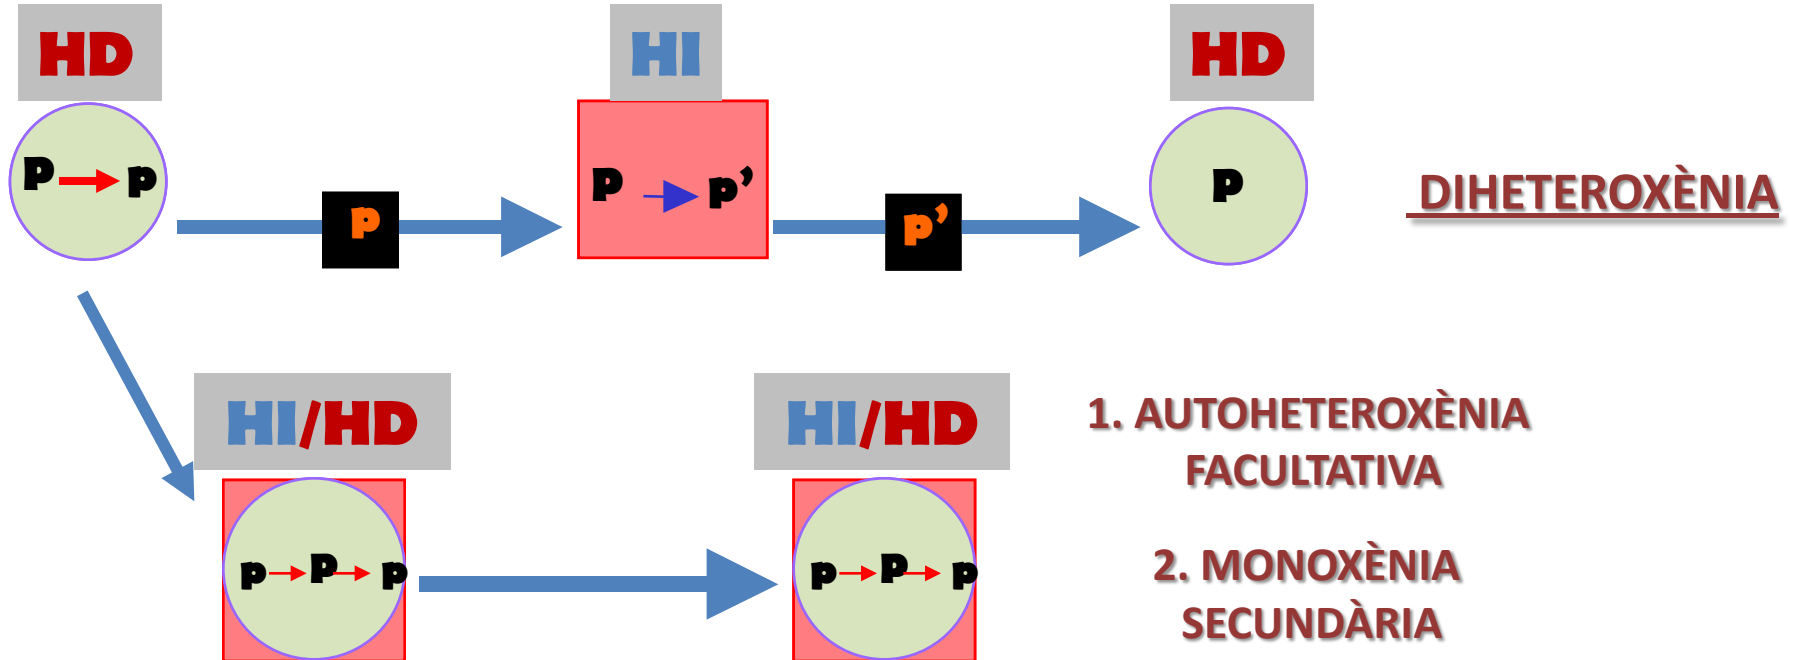 HD
HI
HD
P p
P p’
P
p
p’
DIHETEROXÈNIA
HI/HD
HI/HD
1. AUTOHETEROXÈNIA
FACULTATIVA
p P p
p P p
2. MONOXÈNIA
SECUNDÀRIA